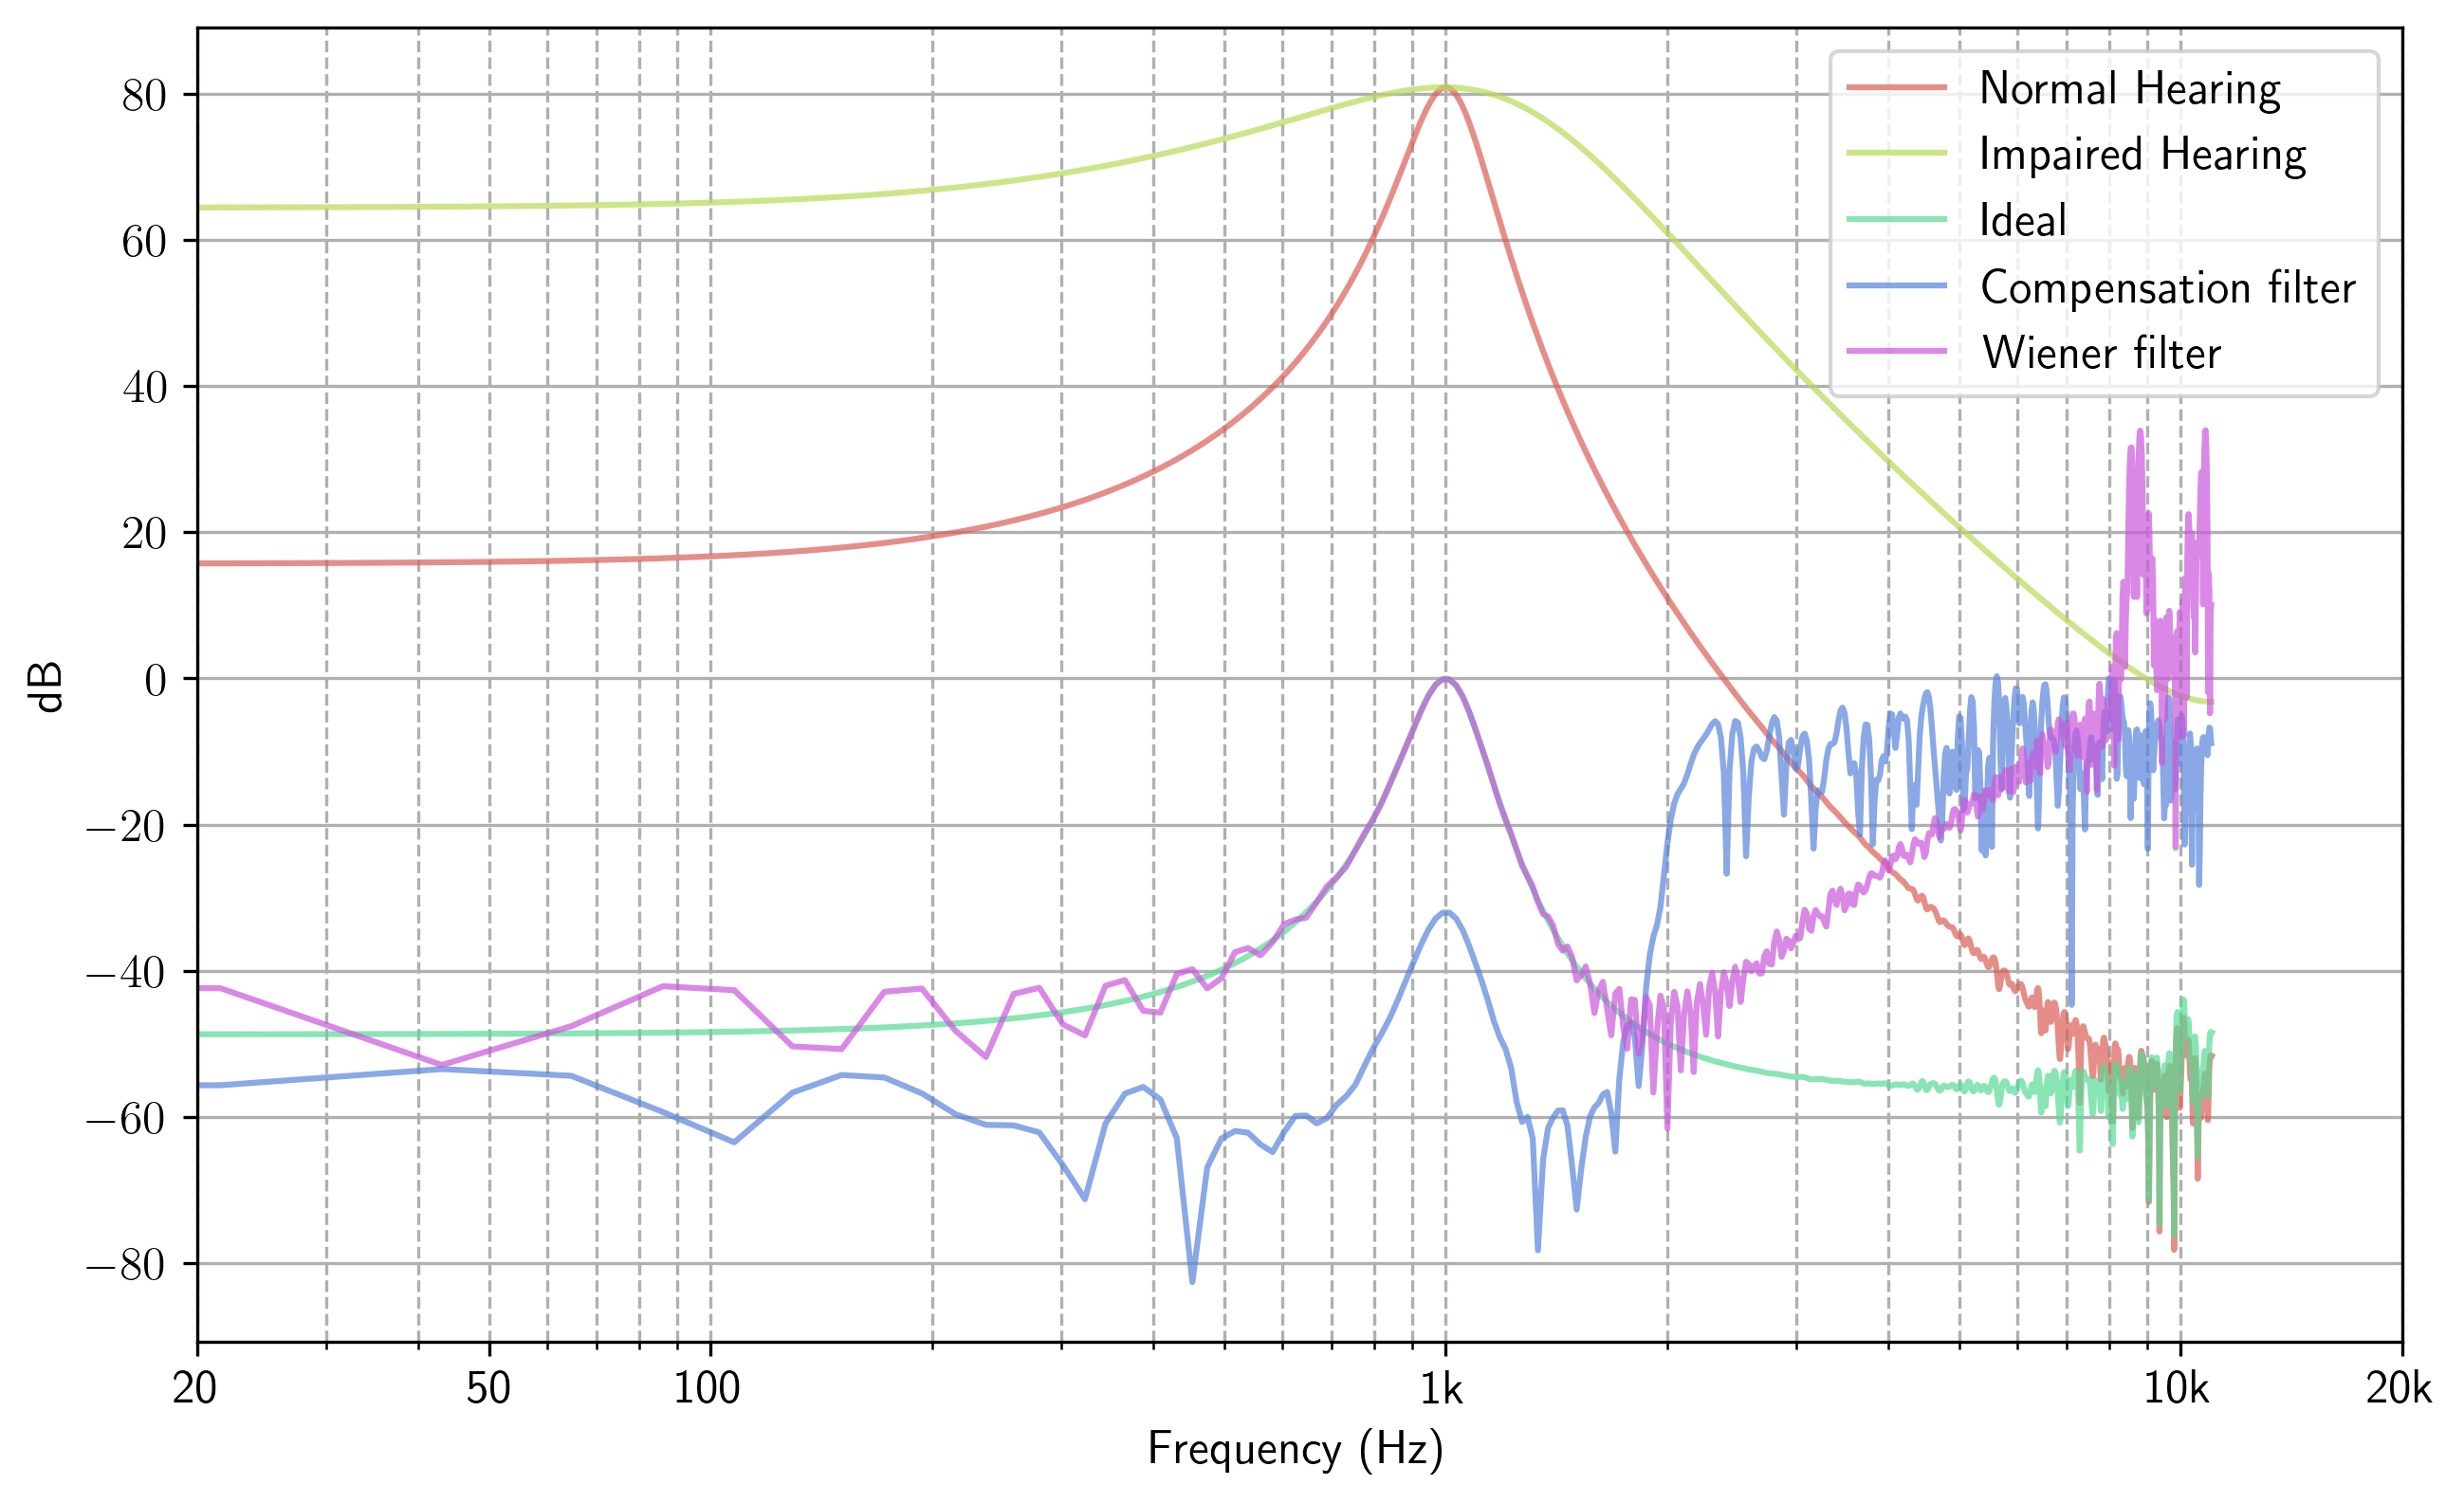 80
60
40
20
0
−20
−40
−60
−80
dB
20
50
100
1k
10k
20k
Frequency (Hz)
Normal Hearing
Impaired Hearing
Ideal
Compensation filter
Wiener filter